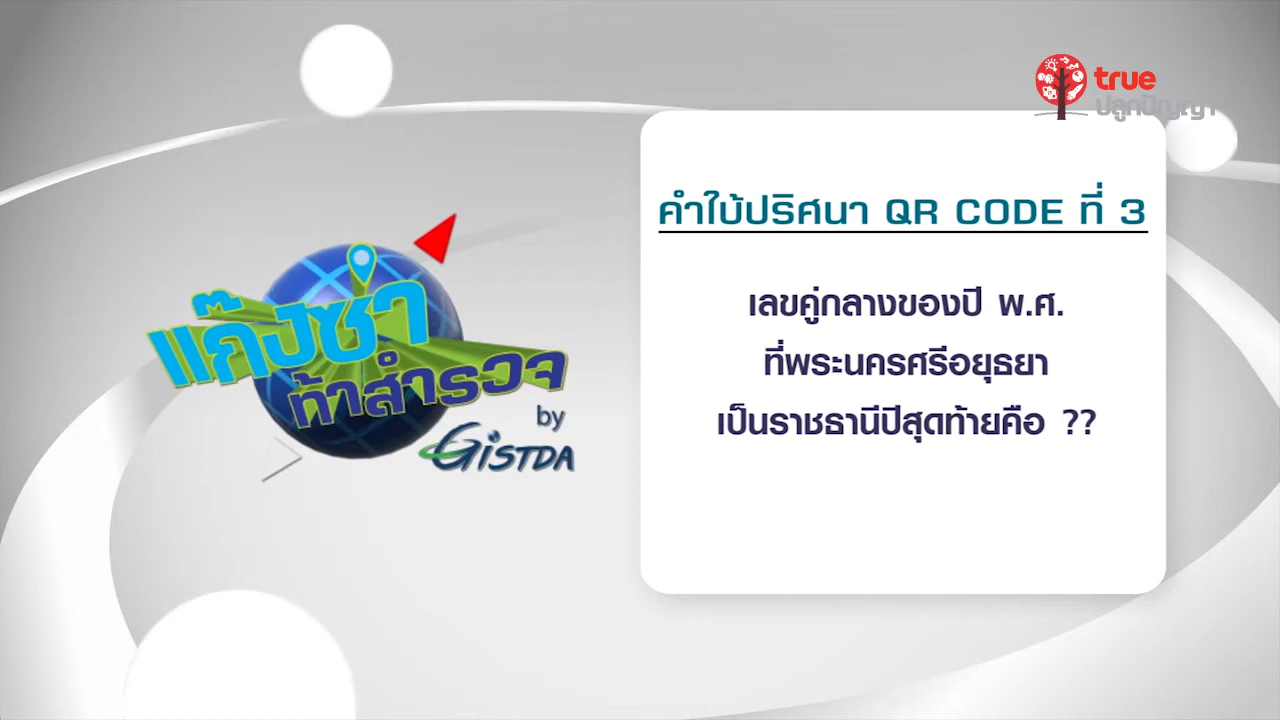 true
ปลูกปัญญา
คำใบ้ปริศนา QR CODE ที่ 3
เลขคู่กลางของปี พ.ศ.
ที่พระนครศรีอยุธยา
เป็นราชธานีปีสุดท้ายคือ ??
แก๊ปซ่า
ท้าสำรวจ
by
GISTDA